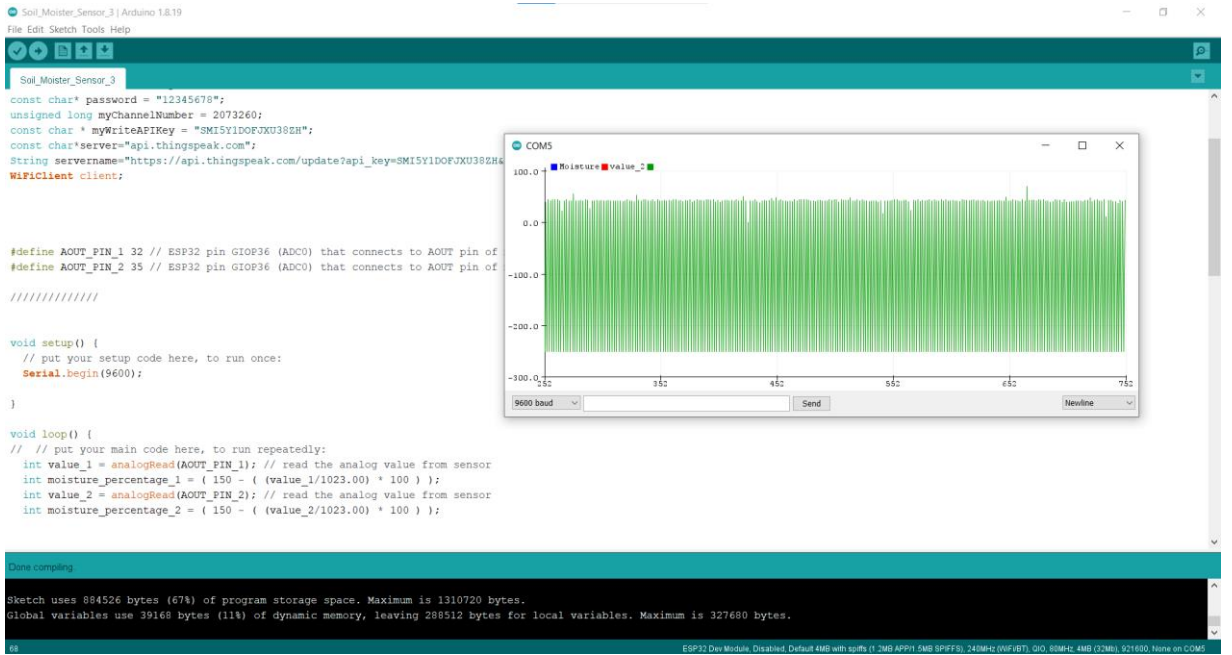 Soil_Moister_Sensor_3 | Arduino 1.8.19
File Edit Sketch Tools Help
Soil_Moister_Sensor_3
const char* password = "12345678";
unsigned long myChannelNumber = 2073260;
const char * myWriteAPIKey = "SMI5Y1DOFJXU38ZH";
const char*server="api.thingspeak.com";
String servername="https://api.thingspeak.com/update?api_key=SMI5Y1DOFJXU38ZH&
WiFiClient client;
#define AOUT_PIN_1 32 // ESP32 pin GIOP36 (ADC0) that connects to AOUT pin of
#define AOUT_PIN_2 35 // ESP32 pin GIOP36 (ADC0) that connects to AOUT pin of
//////////////
void setup() {
// put your setup code here, to run once:
Serial.begin(9600);
}
void loop() {
// // put your main code here, to run repeatedly:
int value_1 = analogRead(AOUT_PIN_1); // read the analog value from sensor
int moisture_percentage_1 = ( 150 - ( (value_1/1023.00) * 100 ) );
int value_2 = analogRead(AOUT_PIN_2); // read the analog value from sensor
int moisture_percentage_2 = ( 150 - ( (value_2/1023.00) * 100 ) );
COM5
Moisture value_2
100.0
0.0
-100.0
-200.0
-300.0
252 352 452 552 652 752
9600 baud Send Newline
Done compiling.
Sketch uses 884526 bytes (67%) of program storage space. Maximum is 1310720 bytes.
Global variables use 39168 bytes (11%) of dynamic memory, leaving 288512 bytes for local variables. Maximum is 327680 bytes.
68 ESP32 Dev Module, Disabled, Default 4MB with spiffs (1.2MB APP/1.5MB SPIFFS), 240MHz (WiFi/BT), QIO, 80MHz, 4MB (32Mb), 921600, None on COM5